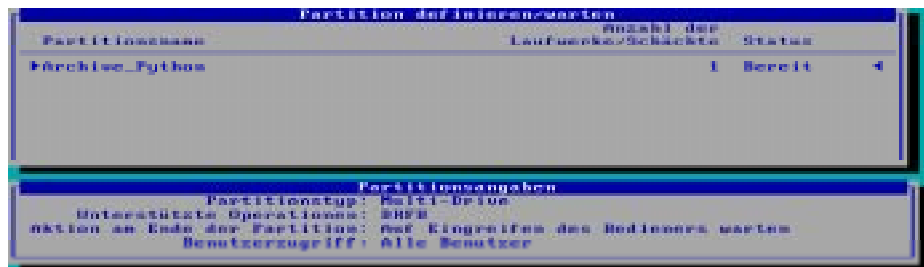 Partition definieren/warten
Anzahl der
Partitionsname Laufwerke/Schächte Status
Archive_Python 1 Bereit
Partitionsangaben
Partitionstyp: Multi-Drive
Unterstützte Operationen:
Aktion am Ende der Partition: Auf Eingreifen des Bedieners warten
Benutzerzugriff: Alle Benutzer